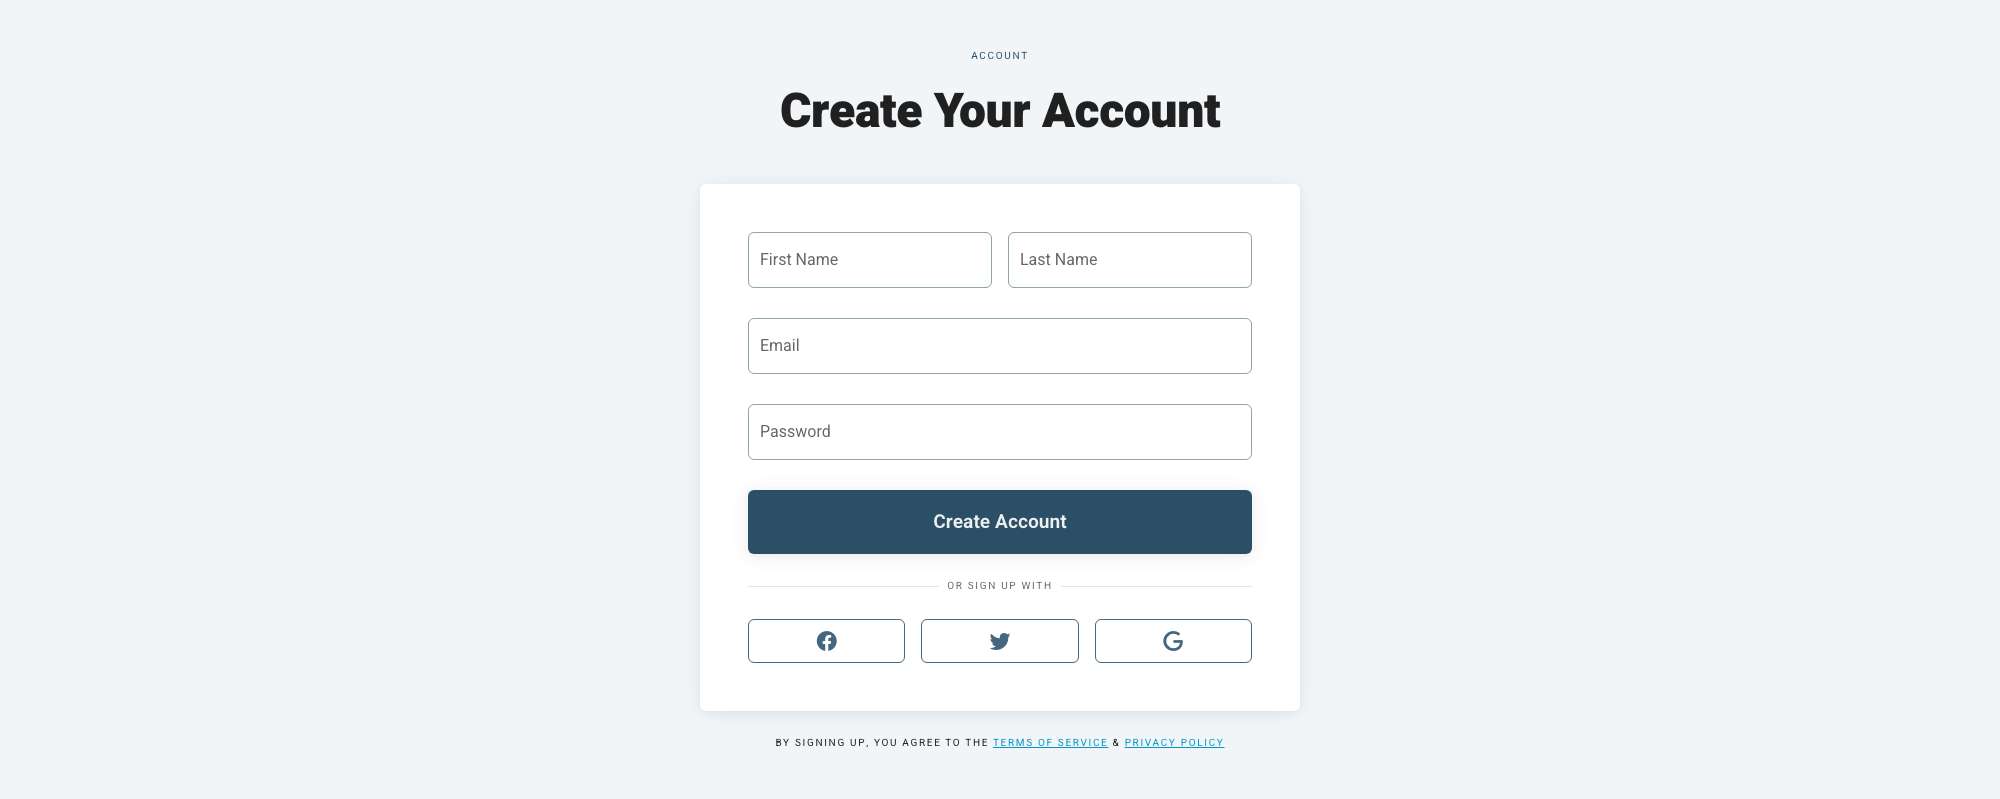 ACCOUNT
Create Your Account
First Name
Last Name
Email
Password
Create Account
OR SIGN UP WITH
BY SIGNING UP, YOU AGREE TO THE TERMS OF SERVICE & PRIVACY POLICY